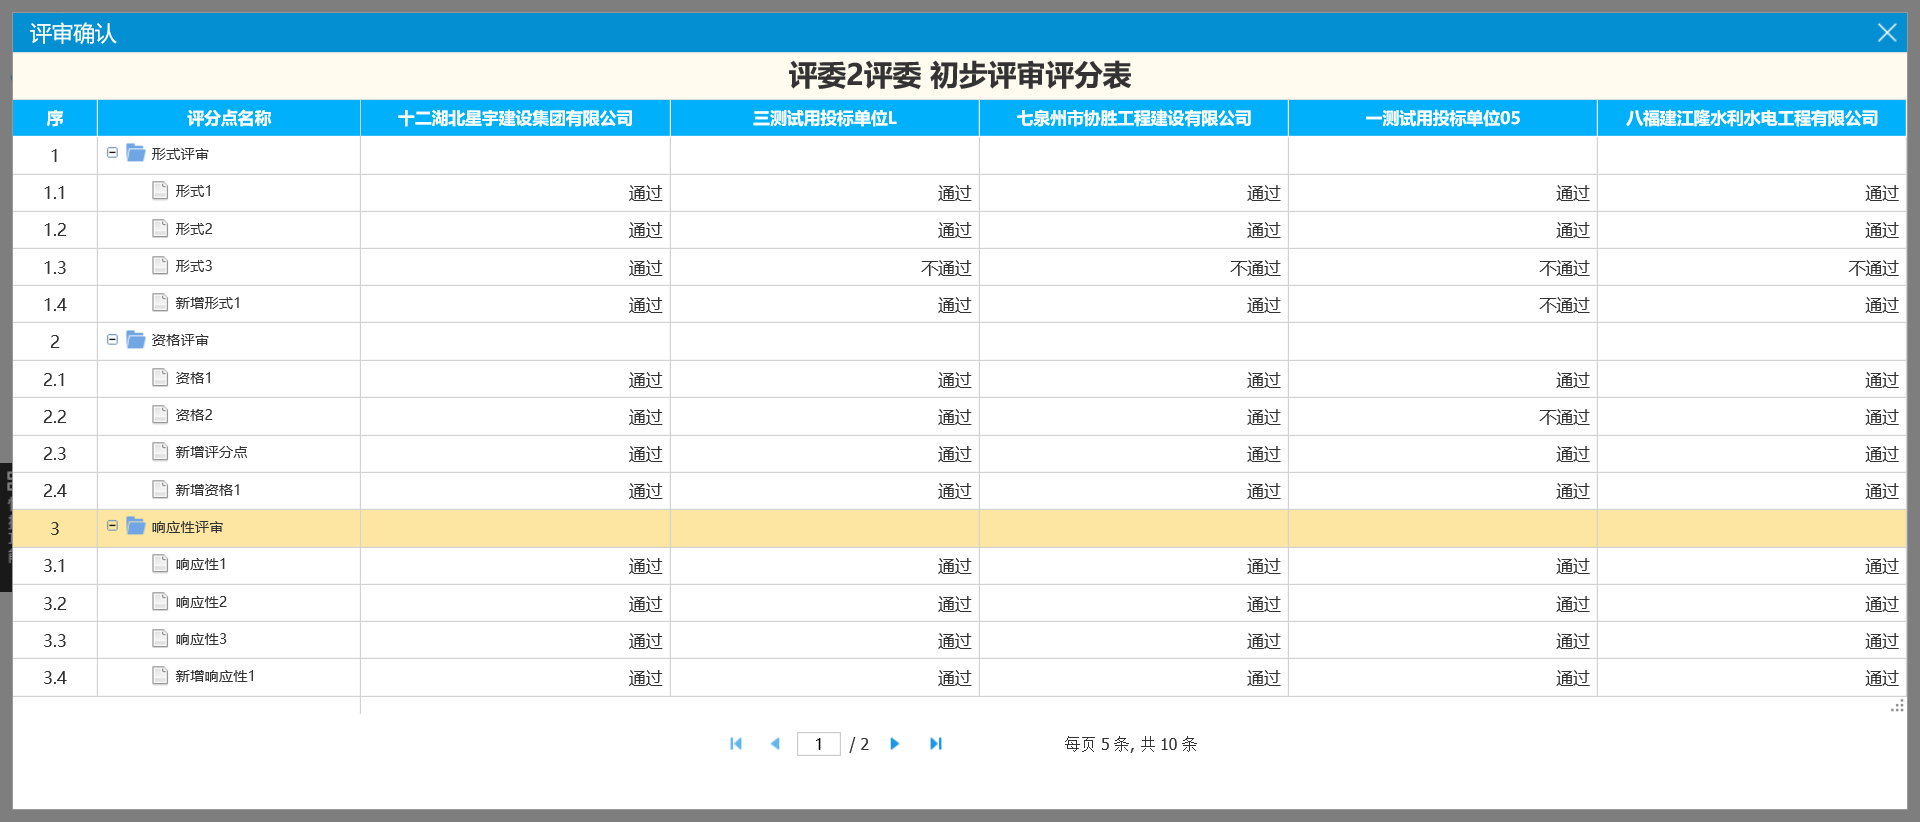 评审确认
评委2评委 初步评审评分表
序 评分点名称 十二湖北星宇建设集团有限公司 三测试用投标单位L 七泉州市协胜工程建设有限公司 一测试用投标单位05 八福建江隆水利水电工程有限公司
1 形式评审
1.1 形式1 通过 通过 通过 通过 通过
1.2 形式2 通过 通过 通过 通过 通过
1.3 形式3 通过 不通过 不通过 不通过 不通过
1.4 新增形式1 通过 通过 通过 不通过 通过
2 资格评审
2.1 资格1 通过 通过 通过 通过 通过
2.2 资格2 通过 通过 通过 不通过 通过
2.3 新增评分点 通过 通过 通过 通过 通过
2.4 新增资格1 通过 通过 通过 通过 通过
3 响应性评审
3.1 响应性1 通过 通过 通过 通过 通过
3.2 响应性2 通过 通过 通过 通过 通过
3.3 响应性3 通过 通过 通过 通过 通过
3.4 新增响应性1 通过 通过 通过 通过 通过
1 / 2 每页 5 条, 共 10 条